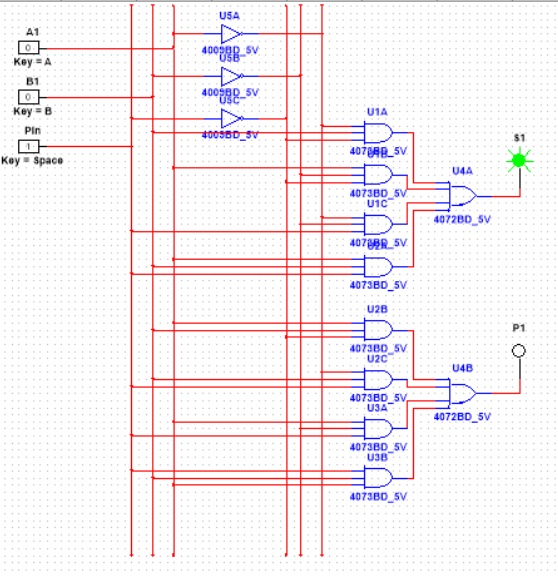 A1
0
Key = A
B1
0
Key = B
Pin
1
Key = Space
U5A
4009BD_5V
U5B
4009BD_5V
U5C
4009BD_5V
U1A
4073BD_5V
U1B
4073BD_5V
U1C
4073BD_5V
U2A
4073BD_5V
U4A
4072BD_5V
S1
U2B
4073BD_5V
U2C
4073BD_5V
U3A
4073BD_5V
U3B
4073BD_5V
U4B
4072BD_5V
P1